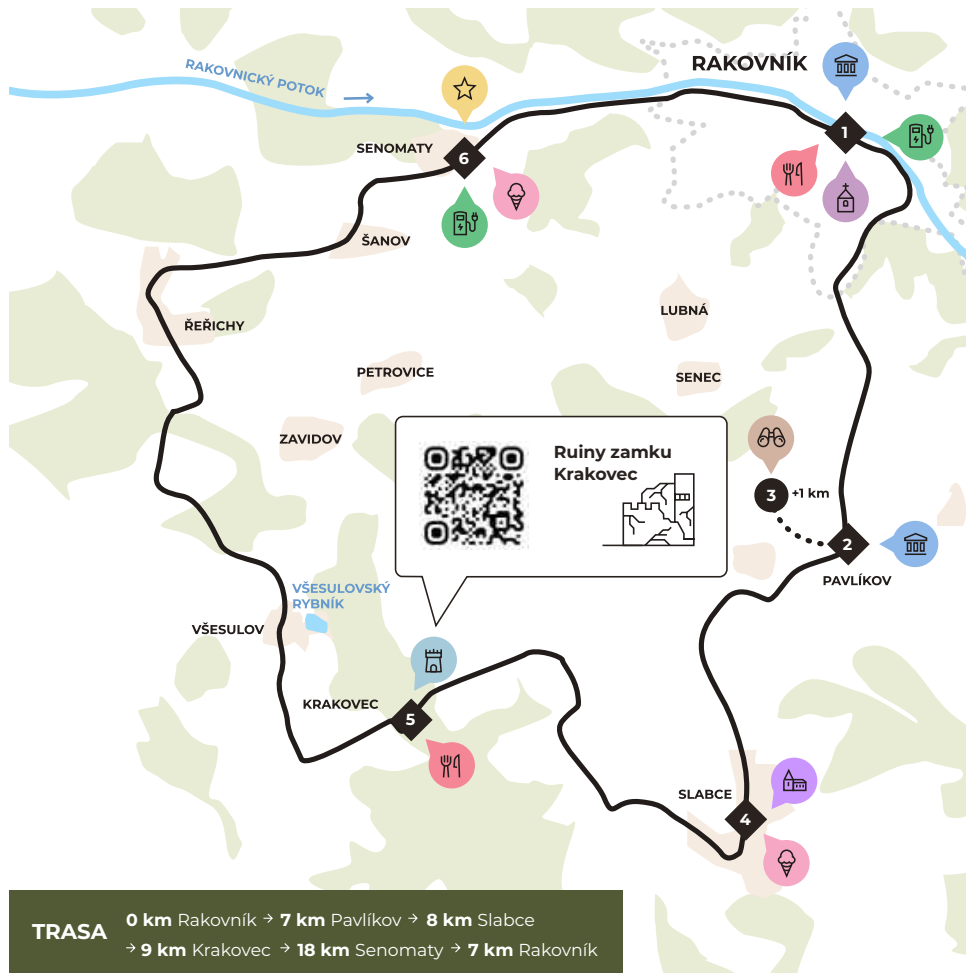 RAKOVNICKÝ POTOK
RAKOVNÍK
1
SENOMATY
6
ŠANOV
ŘEŘICHY
LUBNÁ
PETROVICE
SENEC
ZAVIDOV
Ruiny zamku
Krakovec
3
+1 km
2
PAVLÍKOV
VŠESULOVSKÝ
RYBNÍK
VŠESULOV
KRAKOVEC
5
SLABCE
4
TRASA
0 km Rakovník → 7 km Pavlíkov → 8 km Slabce
→ 9 km Krakovec → 18 km Senomaty → 7 km Rakovník